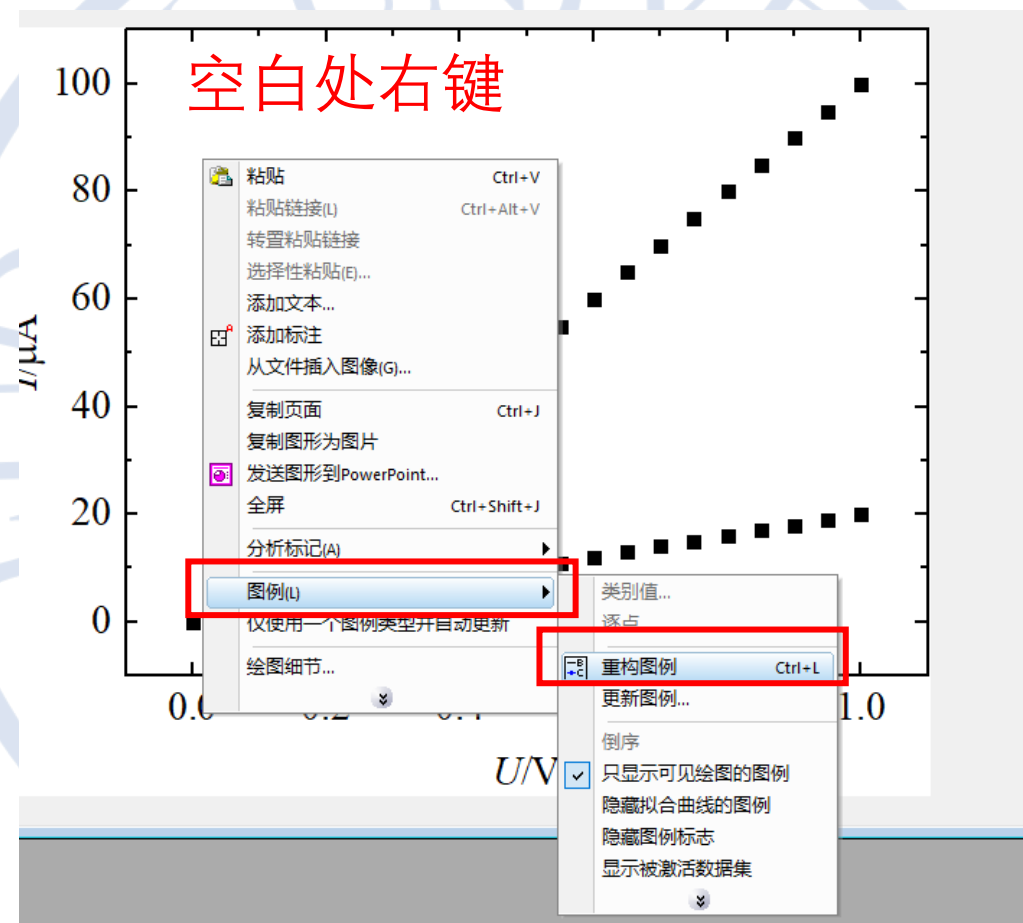 空白处右键
100
80
60
40
20
0
I/μA
粘贴 Ctrl+V
粘贴链接(L) Ctrl+Alt+V
转置粘贴链接
选择性粘贴(E)...
添加文本...
添加标注
从文件插入图像(G)...
复制页面 Ctrl+J
复制图形为图片
发送图形到PowerPoint...
全屏 Ctrl+Shift+J
分析标记(A)
图例(L)
仅使用一个图例类型并自动更新
绘图细节...
类别值...
逐点
重构图例 Ctrl+L
更新图例...
倒序
只显示可见绘图的图例
隐藏拟合曲线的图例
隐藏图例标志
显示被激活数据集
0.0 0.2 0.4 1.0
U/V